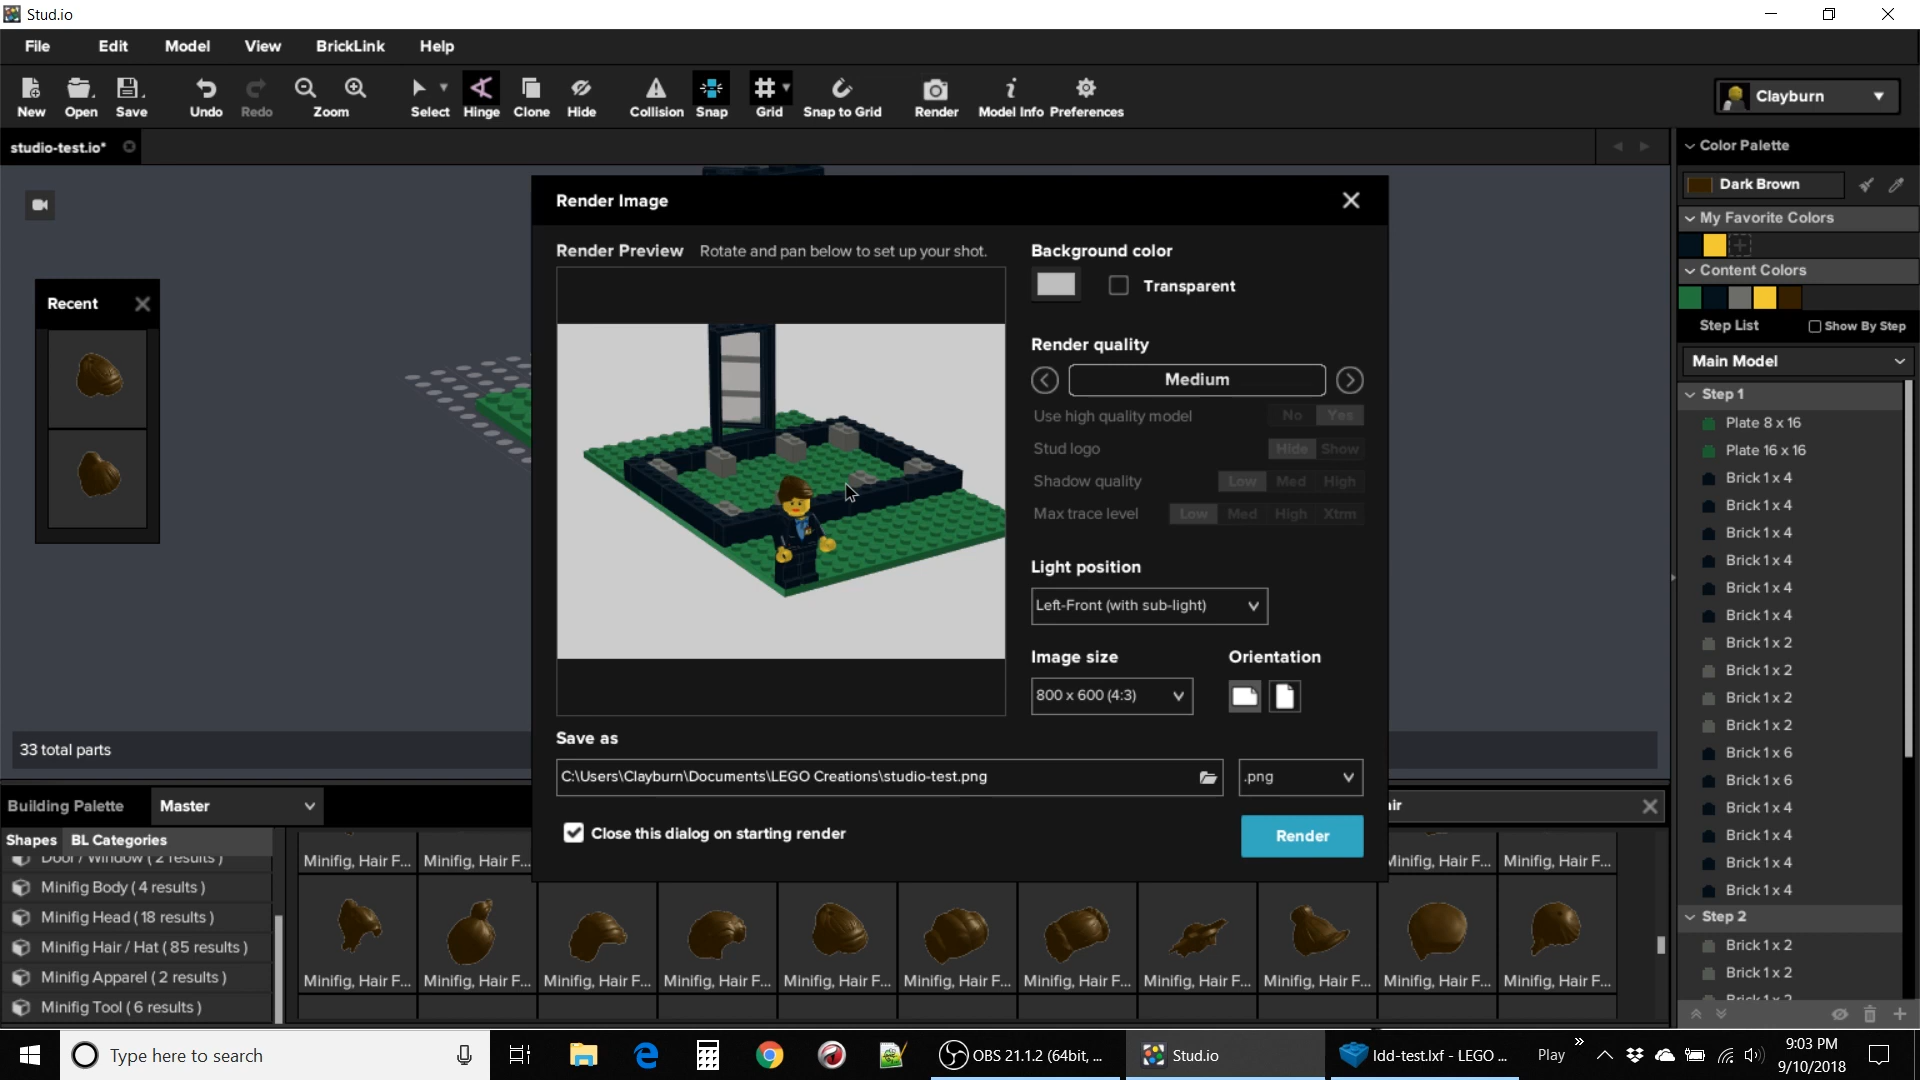 Stud.io
File Edit Model View BrickLink Help
New Open Save Undo Redo Zoom Select Hinge Clone Hide Collision Snap Grid Snap to Grid Render Model Info Preferences
Clayburn
studio-test.io*
Recent
33 total parts
Render Image
Render Preview Rotate and pan below to set up your shot.
Background color
Transparent
Render quality
Medium
Use high quality model No Yes
Stud logo Hide Show
Shadow quality Low Med High
Max trace level Low Med High Xtrm
Light position
Left-Front (with sub-light)
Image size Orientation
800 x 600 (4:3)
Save as
C:\Users\Clayburn\Documents\LEGO Creations\studio-test.png .png
Close this dialog on starting render
Render
Color Palette
Dark Brown
My Favorite Colors
Content Colors
Step List Show By Step
Main Model
Step 1
Plate 8 x 16
Plate 16 x 16
Brick 1 x 4
Brick 1 x 4
Brick 1 x 4
Brick 1 x 4
Brick 1 x 4
Brick 1 x 4
Brick 1 x 2
Brick 1 x 2
Brick 1 x 2
Brick 1 x 2
Brick 1 x 6
Brick 1 x 6
Brick 1 x 4
Brick 1 x 4
Brick 1 x 4
Brick 1 x 4
Step 2
Brick 1 x 2
Brick 1 x 2
Brick 1 x 2
Building Palette Master
air
Shapes BL Categories
Door / Window ( 2 results )
Minifig Body ( 4 results )
Minifig Head ( 18 results )
Minifig Hair / Hat ( 85 results )
Minifig Apparel ( 2 results )
Minifig Tool ( 6 results )
Minifig, Hair F... Minifig, Hair F... Minifig, Hair F... Minifig, Hair F...
Minifig, Hair F... Minifig, Hair F... Minifig, Hair F... Minifig, Hair F... Minifig, Hair F... Minifig, Hair F... Minifig, Hair F... Minifig, Hair F... Minifig, Hair F... Minifig, Hair F... Minifig, Hair F...
Type here to search
OBS 21.1.2 (64bit, ...
Stud.io
ldd-test.lxf - LEGO ...
Play
9:03 PM
9/10/2018